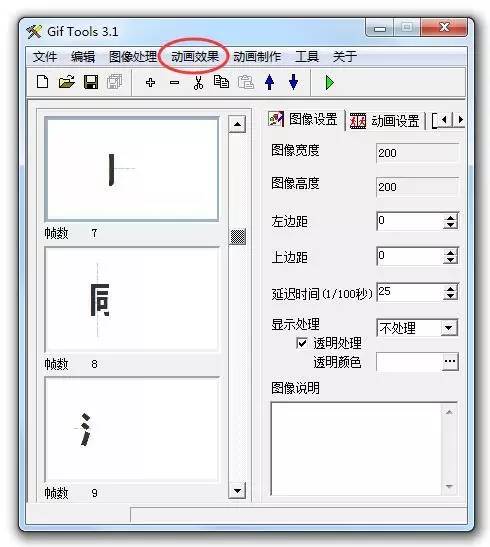 Gif Tools 3.1
文件 编辑 图像处理 动画效果 动画制作 工具 关于
图像设置 动画设置
图像宽度 200
图像高度 200
左边距 0
上边距 0
延迟时间(1/100秒) 25
显示处理 不处理
透明处理
透明颜色 ...
图像说明
帧数 7
帧数 8
帧数 9